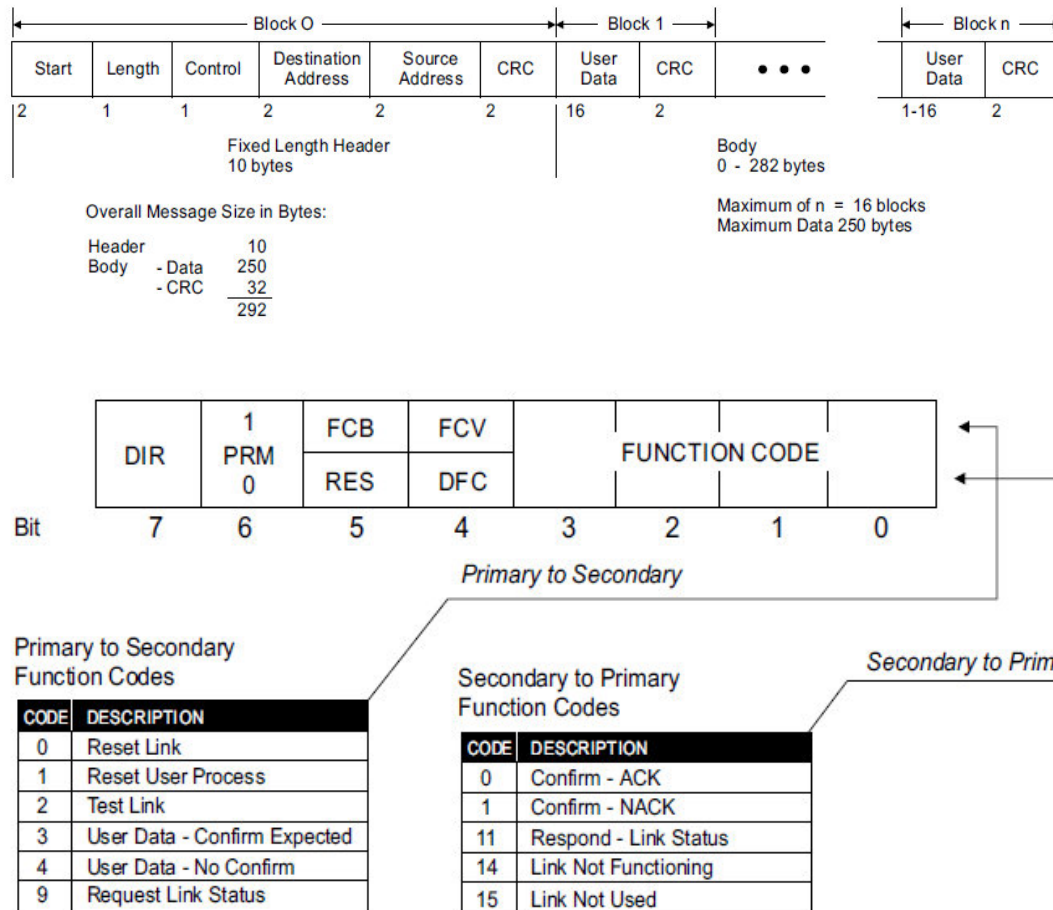 Block O
Block 1
Block n
Start Length Control Destination Address Source Address CRC User Data CRC • • • User Data CRC
2 1 1 2 2 2 16 2 1-16 2
Fixed Length Header
10 bytes
Body
0 - 282 bytes
Maximum of n = 16 blocks
Maximum Data 250 bytes
Overall Message Size in Bytes:
Header 10
Body - Data 250
- CRC 32
292
DIR 1 PRM 0 FCB FCV FUNCTION CODE
RES DFC
Bit 7 6 5 4 3 2 1 0
Primary to Secondary
Secondary to Prim
Primary to Secondary
Function Codes
CODE DESCRIPTION
0 Reset Link
1 Reset User Process
2 Test Link
3 User Data - Confirm Expected
4 User Data - No Confirm
9 Request Link Status
Secondary to Primary
Function Codes
CODE DESCRIPTION
0 Confirm - ACK
1 Confirm - NACK
11 Respond - Link Status
14 Link Not Functioning
15 Link Not Used